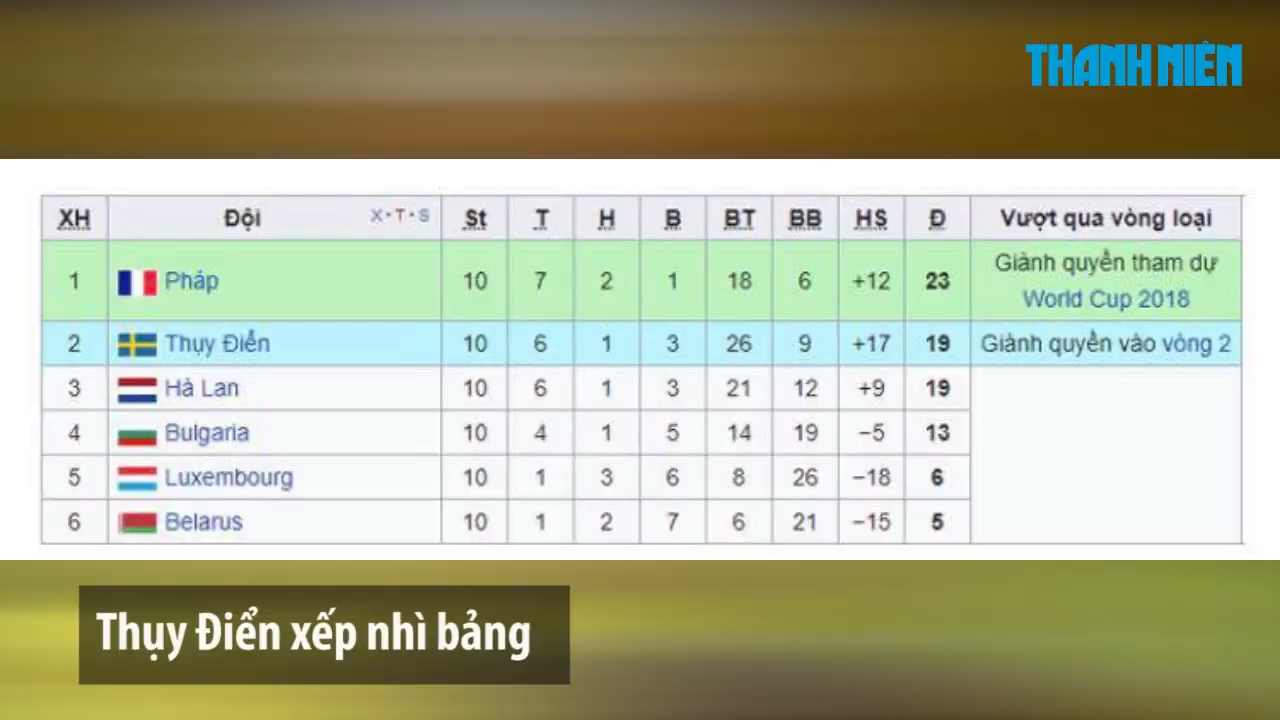 THANH NIÊN
XH Đội X · T · S St T H B BT BB HS Đ Vượt qua vòng loại
1 Pháp 10 7 2 1 18 6 +12 23 Giành quyền tham dự
World Cup 2018
2 Thụy Điển 10 6 1 3 26 9 +17 19 Giành quyền vào vòng 2
3 Hà Lan 10 6 1 3 21 12 +9 19
4 Bulgaria 10 4 1 5 14 19 −5 13
5 Luxembourg 10 1 3 6 8 26 −18 6
6 Belarus 10 1 2 7 6 21 −15 5
Thụy Điển xếp nhì bảng